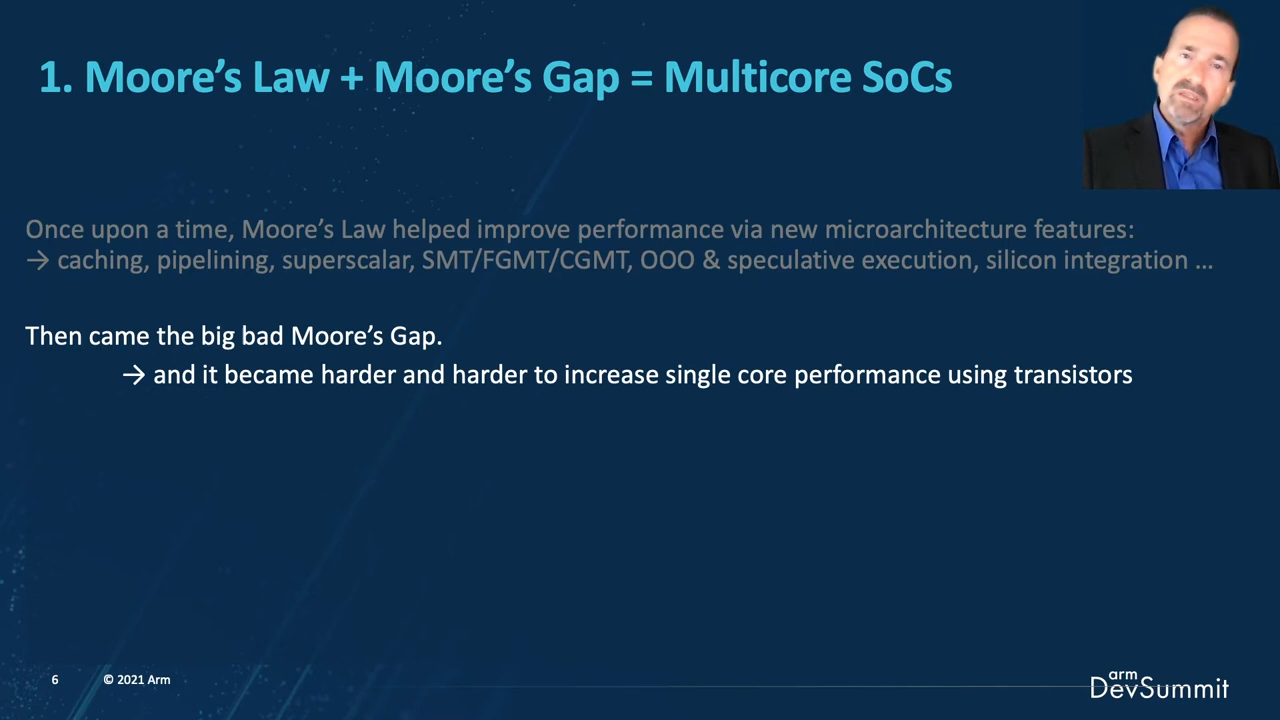 1. Moore’s Law + Moore’s Gap = Multicore SoCs
Once upon a time, Moore’s Law helped improve performance via new microarchitecture features:
→ caching, pipelining, superscalar, SMT/FGMT/CGMT, OOO & speculative execution, silicon integration ...
Then came the big bad Moore’s Gap.
→ and it became harder and harder to increase single core performance using transistors
6 © 2021 Arm
arm
DevSummit